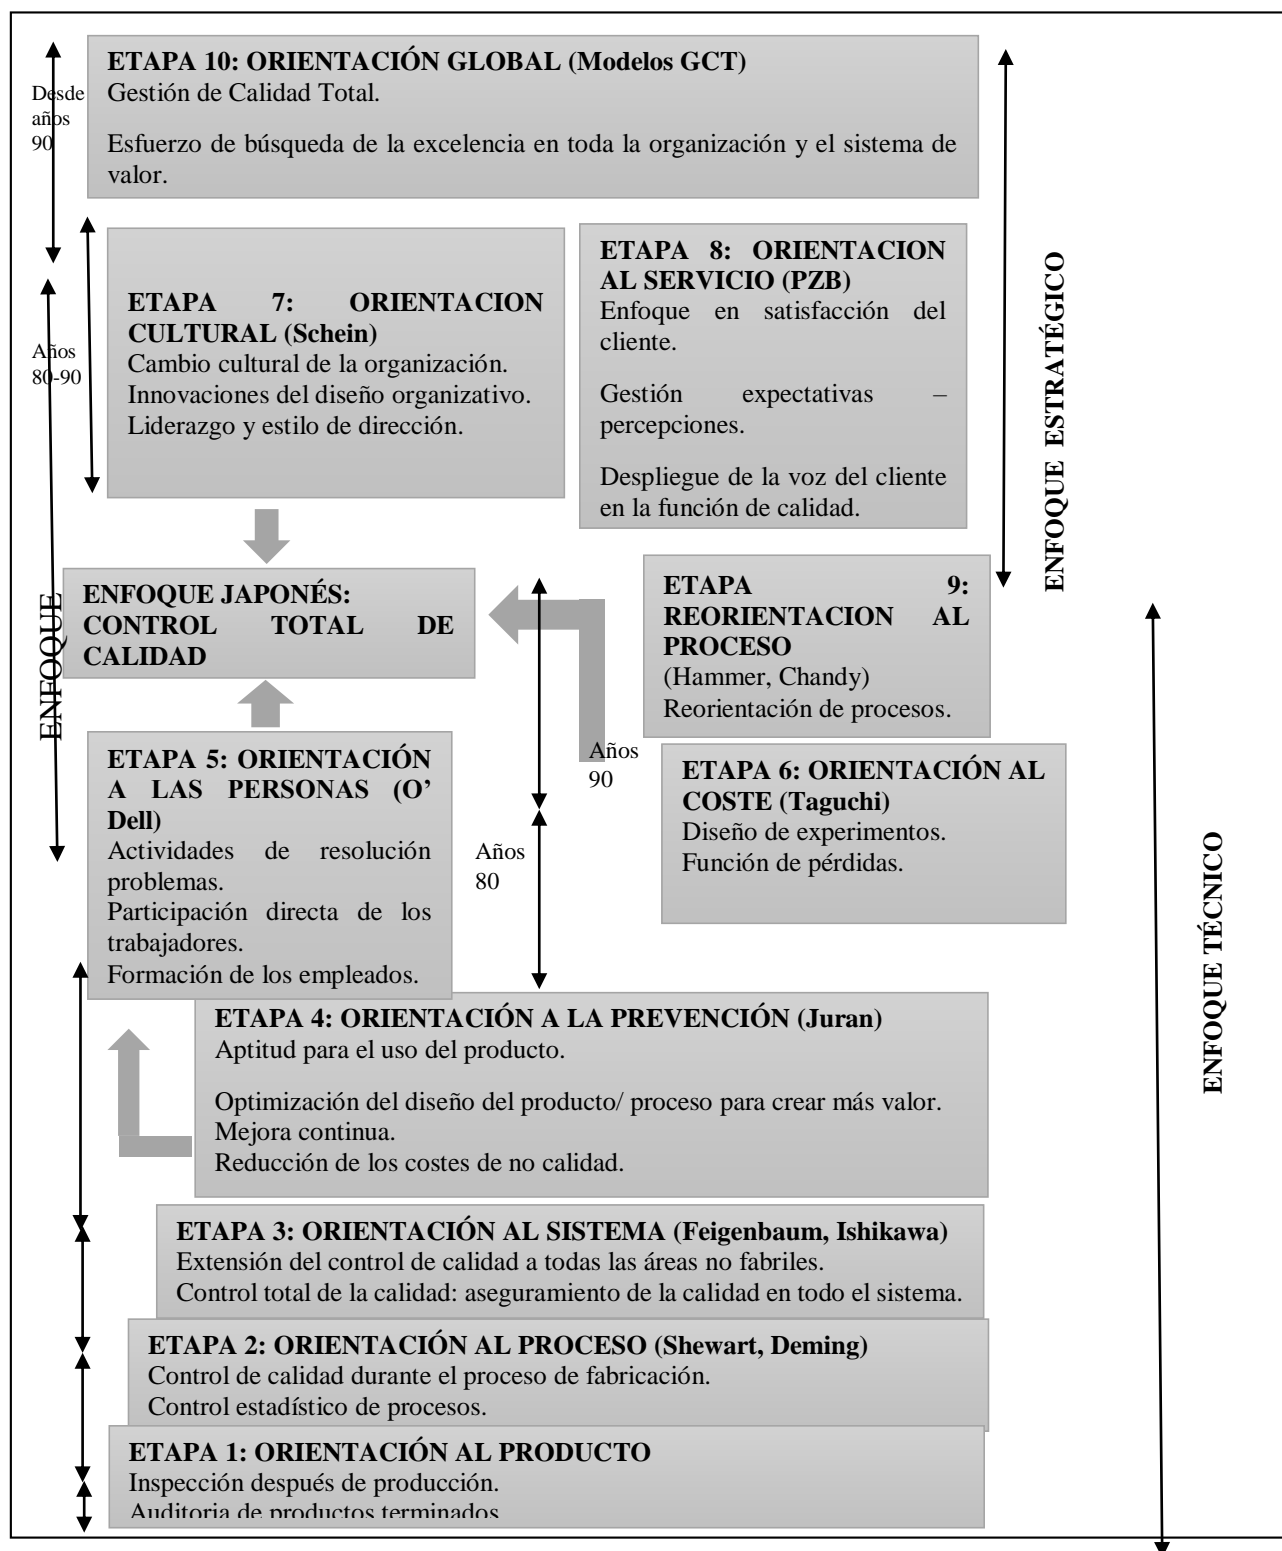 ETAPA 10: ORIENTACIÓN GLOBAL (Modelos GCT)
Gestión de Calidad Total.
Esfuerzo de búsqueda de la excelencia en toda la organización y el sistema de
valor.
Desde
años
90
ETAPA 7: ORIENTACION
CULTURAL (Schein)
Cambio cultural de la organización.
Innovaciones del diseño organizativo.
Liderazgo y estilo de dirección.
ETAPA 8: ORIENTACION
AL SERVICIO (PZB)
Enfoque en satisfacción del
cliente.
Gestión expectativas –
percepciones.
Despliegue de la voz del cliente
en la función de calidad.
Años
80-90
ENFOQUE ESTRATÉGICO
ENFOQUE JAPONÉS:
CONTROL TOTAL DE
CALIDAD
ETAPA 9:
REORIENTACION AL
PROCESO
(Hammer, Chandy)
Reorientación de procesos.
ENFOQUE
ETAPA 5: ORIENTACIÓN
A LAS PERSONAS (O’
Dell)
Actividades de resolución
problemas.
Participación directa de los
trabajadores.
Formación de los empleados.
Años
90
Años
80
ETAPA 6: ORIENTACIÓN AL
COSTE (Taguchi)
Diseño de experimentos.
Función de pérdidas.
ENFOQUE TÉCNICO
ETAPA 4: ORIENTACIÓN A LA PREVENCIÓN (Juran)
Aptitud para el uso del producto.
Optimización del diseño del producto/ proceso para crear más valor.
Mejora continua.
Reducción de los costes de no calidad.
ETAPA 3: ORIENTACIÓN AL SISTEMA (Feigenbaum, Ishikawa)
Extensión del control de calidad a todas las áreas no fabriles.
Control total de la calidad: aseguramiento de la calidad en todo el sistema.
ETAPA 2: ORIENTACIÓN AL PROCESO (Shewart, Deming)
Control de calidad durante el proceso de fabricación.
Control estadístico de procesos.
ETAPA 1: ORIENTACIÓN AL PRODUCTO
Inspección después de producción.
Auditoria de productos terminados